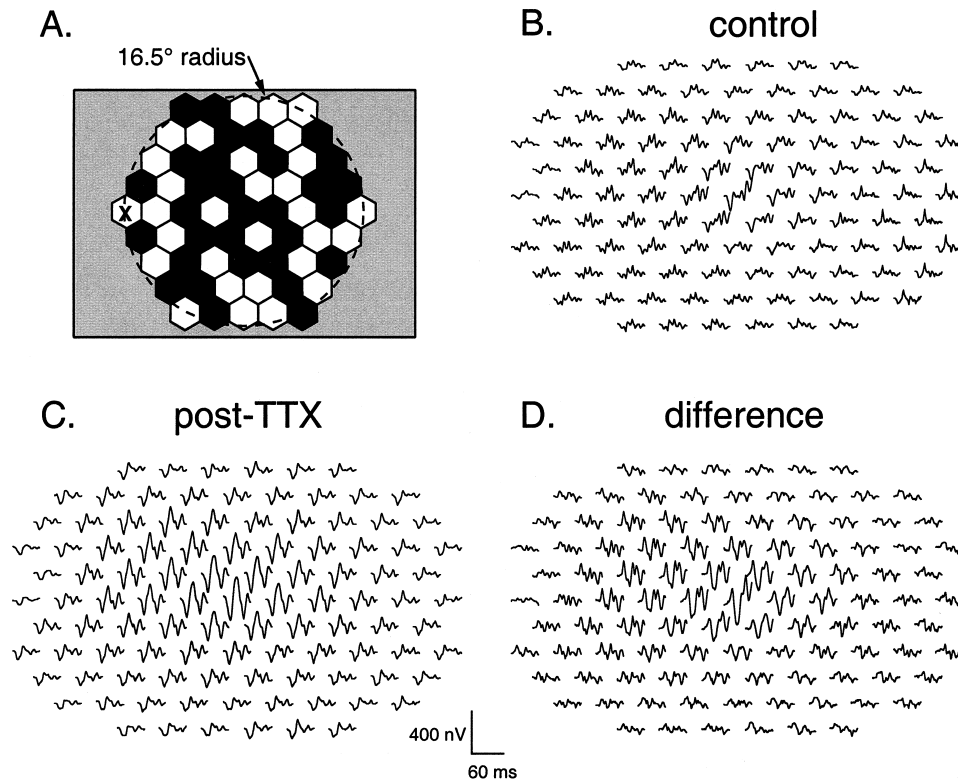 A.
16.5° radius
X
B.
control
C.
post-TTX
D.
difference
400 nV
60 ms